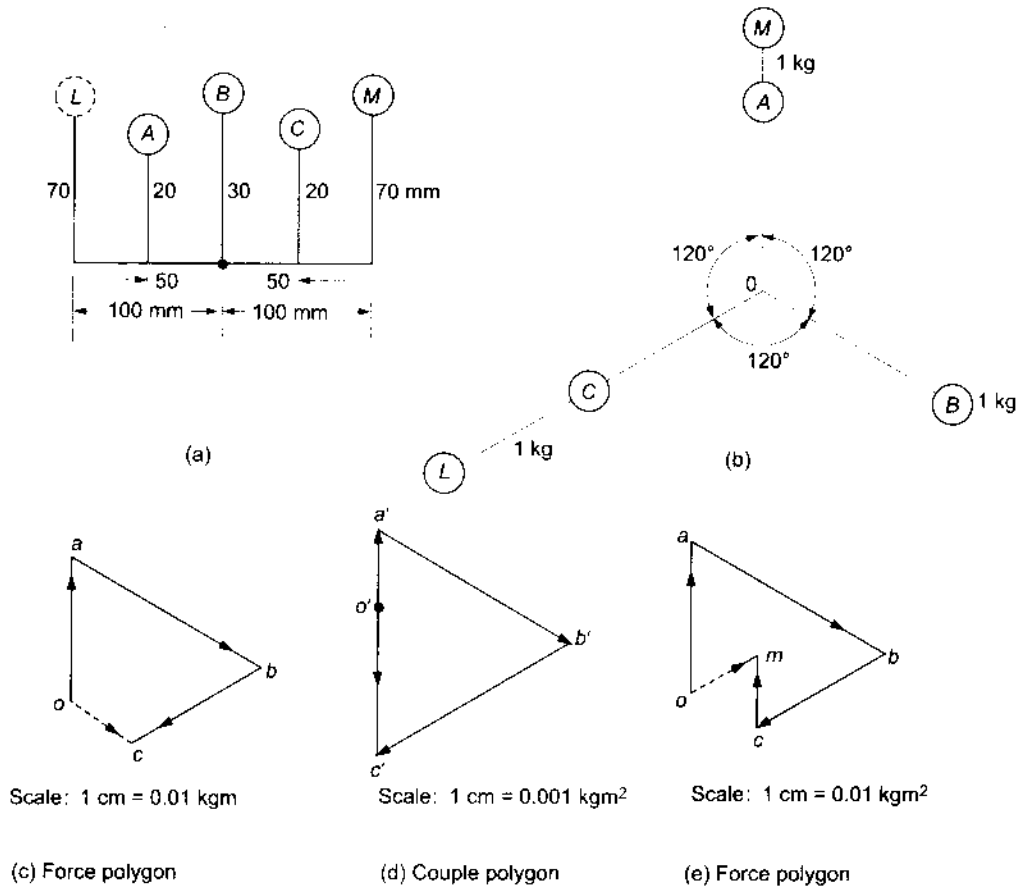 L
A
B
C
M
70
20
30
20
70 mm
50
50
100 mm
100 mm
(a)
M
1 kg
A
120°
120°
0
120°
C
B
1 kg
1 kg
L
(b)
a
b
o
c
Scale: 1 cm = 0.01 kgm
(c) Force polygon
a'
o'
b'
c'
Scale: 1 cm = 0.001 kgm²
(d) Couple polygon
a
m
b
o
c
Scale: 1 cm = 0.01 kgm²
(e) Force polygon